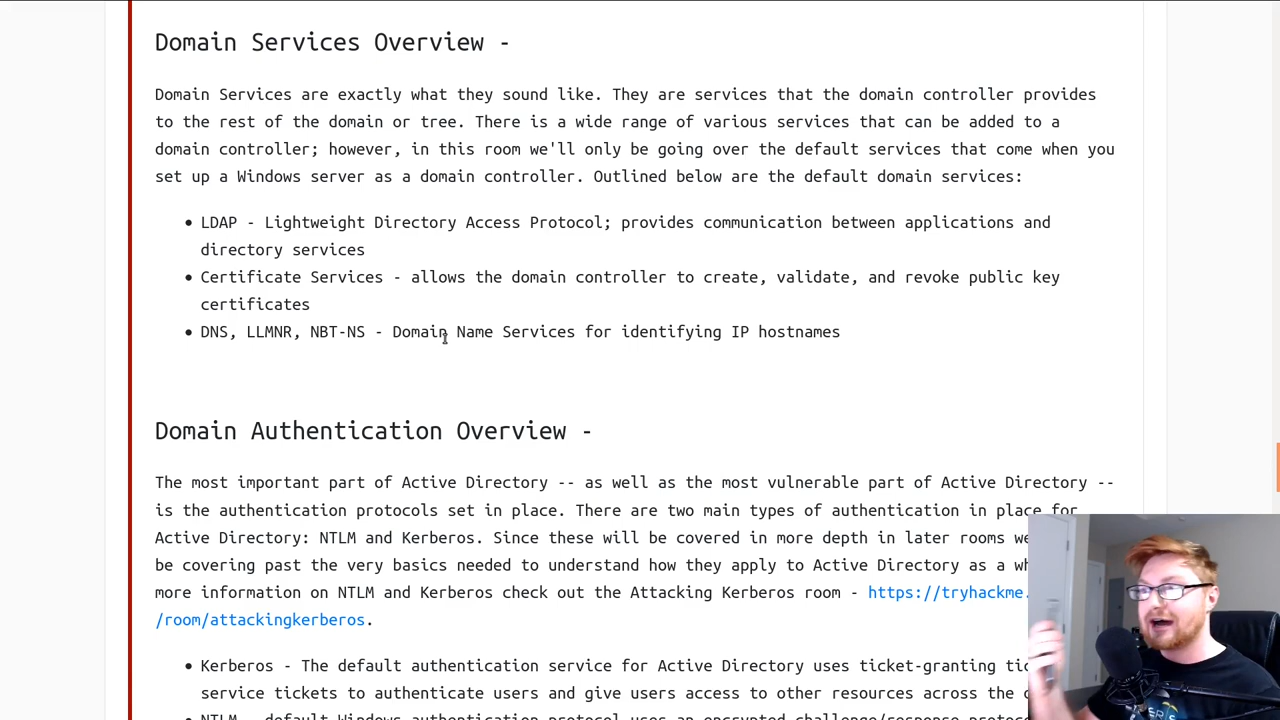 Domain Services Overview -
Domain Services are exactly what they sound like. They are services that the domain controller provides
to the rest of the domain or tree. There is a wide range of various services that can be added to a
domain controller; however, in this room we'll only be going over the default services that come when you
set up a Windows server as a domain controller. Outlined below are the default domain services:
• LDAP - Lightweight Directory Access Protocol; provides communication between applications and
directory services
• Certificate Services - allows the domain controller to create, validate, and revoke public key
certificates
• DNS, LLMNR, NBT-NS - Domain Name Services for identifying IP hostnames
Domain Authentication Overview -
The most important part of Active Directory -- as well as the most vulnerable part of Active Directory --
is the authentication protocols set in place. There are two main types of authentication in place for
Active Directory: NTLM and Kerberos. Since these will be covered in more depth in later rooms we
be covering past the very basics needed to understand how they apply to Active Directory as a
more information on NTLM and Kerberos check out the Attacking Kerberos room - https://tryhackme.
/room/attackingkerberos.
• Kerberos - The default authentication service for Active Directory uses ticket-granting
service tickets to authenticate users and give users access to other resources across the
• NTLM - default Windows authentication protocol uses an encrypted challenge/response